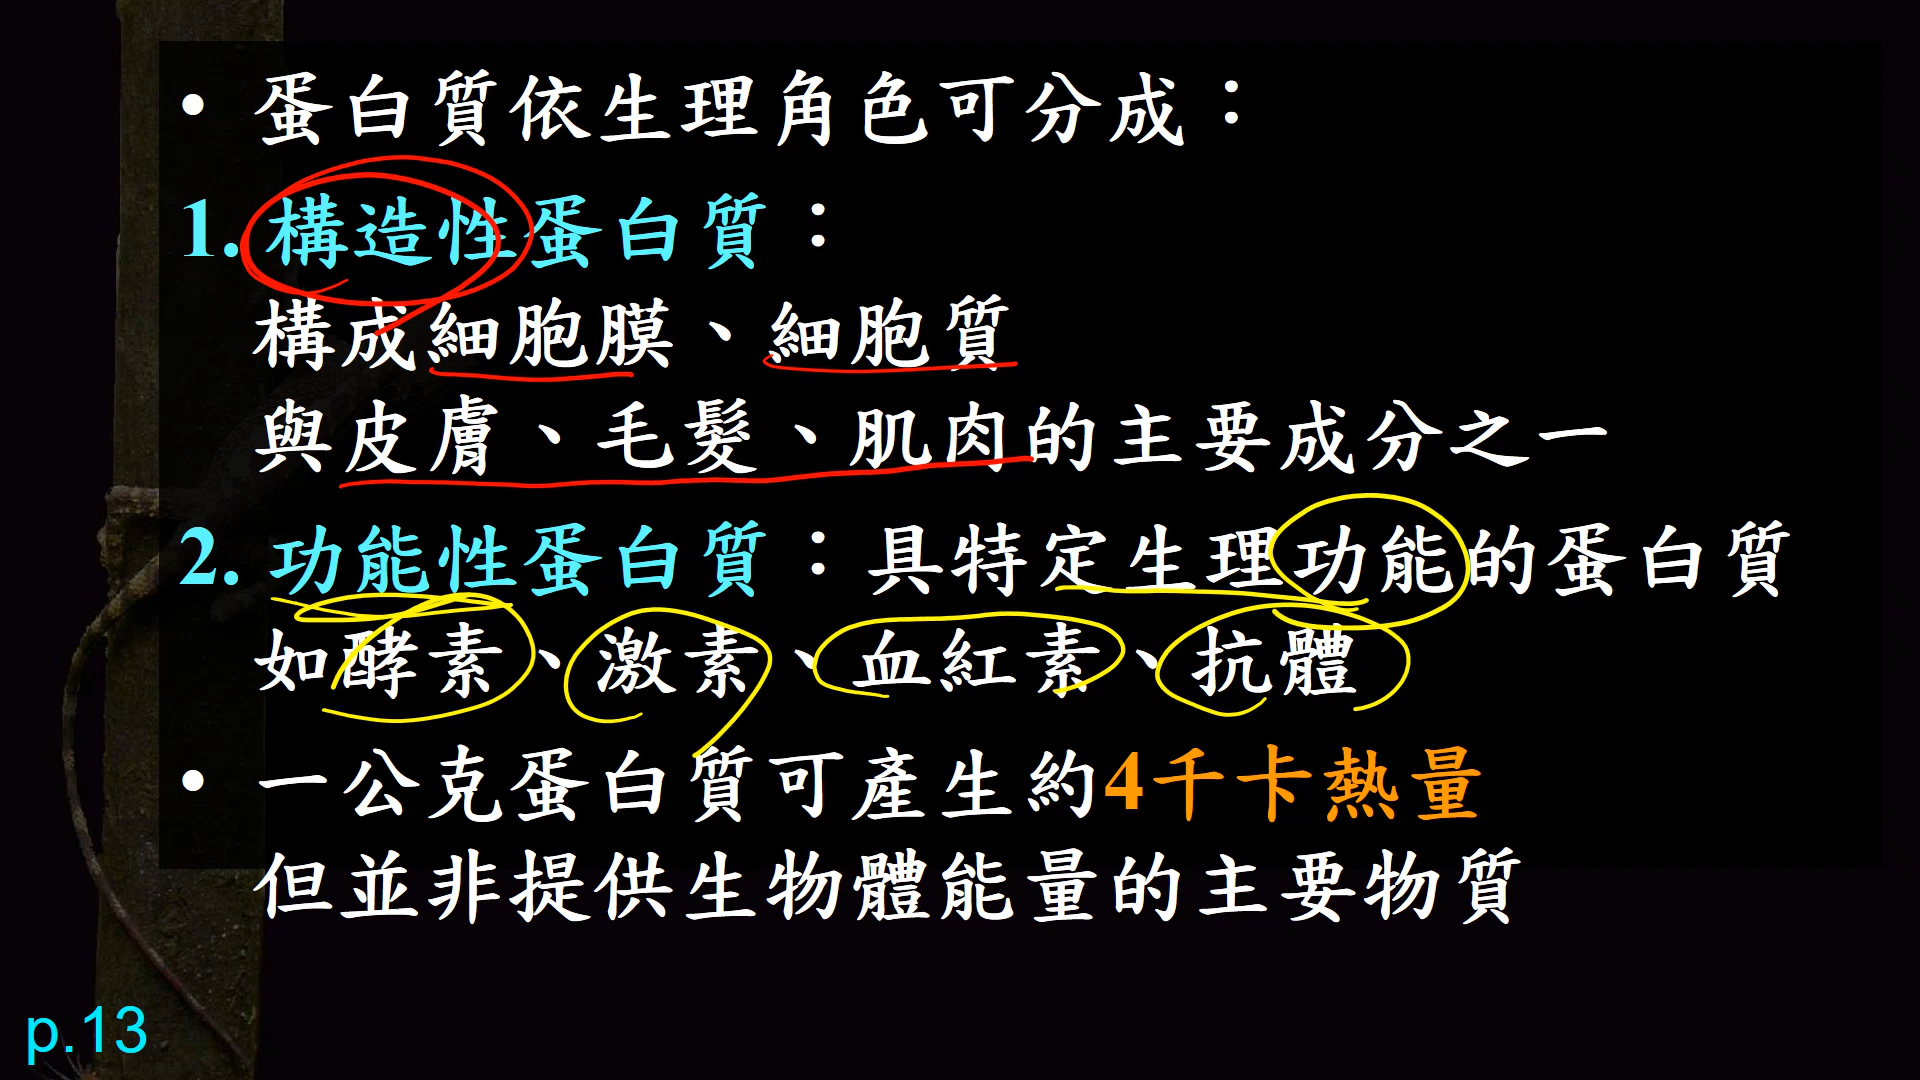 • 蛋白質依生理角色可分成：
1. 構造性蛋白質：
構成細胞膜、細胞質
與皮膚、毛髮、肌肉的主要成分之一
2. 功能性蛋白質：具特定生理功能的蛋白質
如酵素、激素、血紅素、抗體
• 一公克蛋白質可產生約4千卡熱量
但並非提供生物體能量的主要物質
p.13